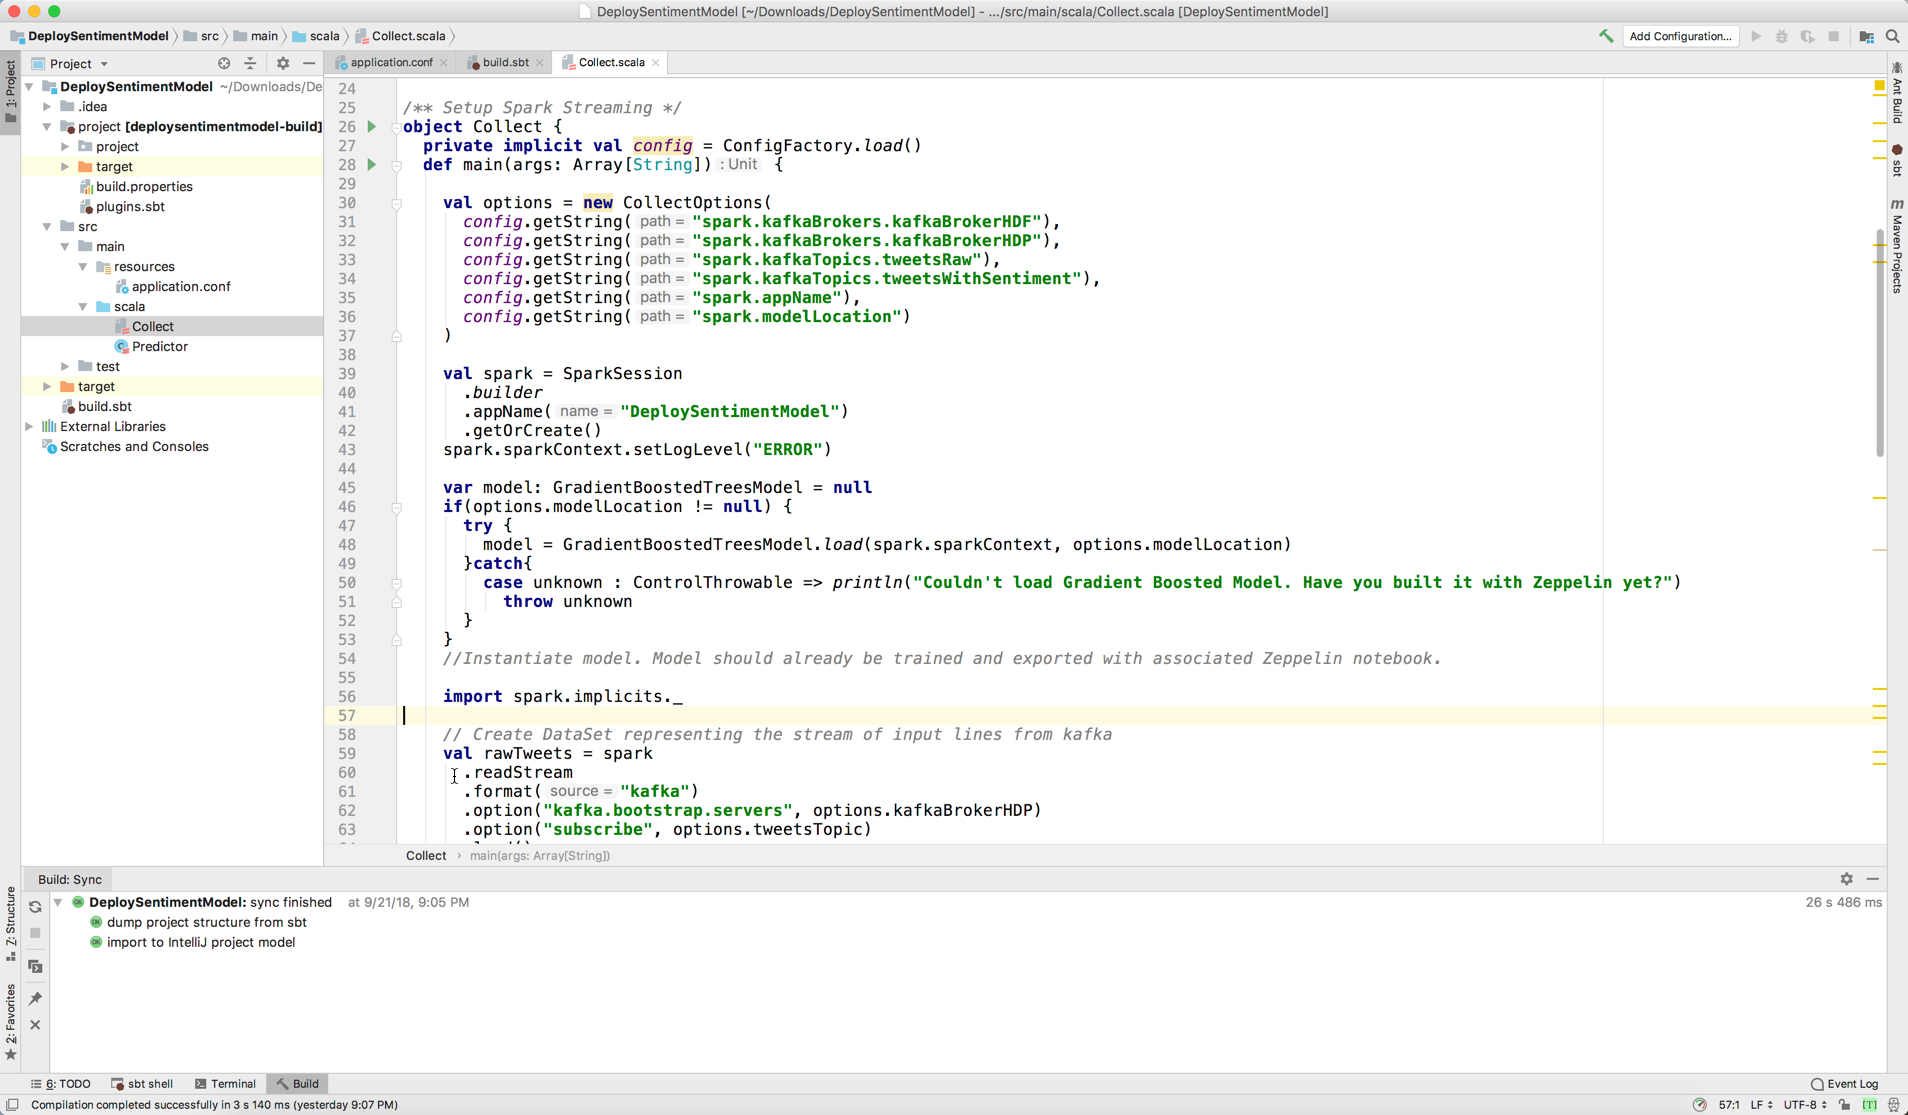 DeploySentimentModel [~/Downloads/DeploySentimentModel] - .../src/main/scala/Collect.scala [DeploySentimentModel]
DeploySentimentModel src main scala Collect.scala Add Configuration...
1: Project
Project
application.conf build.sbt Collect.scala
DeploySentimentModel ~/Downloads/De
.idea
project [deploysentimentmodel-build]
project
target
build.properties
plugins.sbt
src
main
resources
application.conf
scala
Collect
Predictor
test
target
build.sbt
External Libraries
Scratches and Consoles
24
25 /** Setup Spark Streaming */
26 object Collect {
27 private implicit val config = ConfigFactory.load()
28 def main(args: Array[String]) : Unit {
29
30 val options = new CollectOptions(
31 config.getString( path = "spark.kafkaBrokers.kafkaBrokerHDF"),
32 config.getString( path = "spark.kafkaBrokers.kafkaBrokerHDP"),
33 config.getString( path = "spark.kafkaTopics.tweetsRaw"),
34 config.getString( path = "spark.kafkaTopics.tweetsWithSentiment"),
35 config.getString( path = "spark.appName"),
36 config.getString( path = "spark.modelLocation")
37 )
38
39 val spark = SparkSession
40 .builder
41 .appName( name = "DeploySentimentModel")
42 .getOrCreate()
43 spark.sparkContext.setLogLevel("ERROR")
44
45 var model: GradientBoostedTreesModel = null
46 if(options.modelLocation != null) {
47 try {
48 model = GradientBoostedTreesModel.load(spark.sparkContext, options.modelLocation)
49 }catch{
50 case unknown : ControlThrowable => println("Couldn't load Gradient Boosted Model. Have you built it with Zeppelin yet?")
51 throw unknown
52 }
53 }
54 //Instantiate model. Model should already be trained and exported with associated Zeppelin notebook.
55
56 import spark.implicits._
57
58 // Create DataSet representing the stream of input lines from kafka
59 val rawTweets = spark
60 .readStream
61 .format( source = "kafka")
62 .option("kafka.bootstrap.servers", options.kafkaBrokerHDP)
63 .option("subscribe", options.tweetsTopic)
Collect main(args: Array[String])
Ant Build
sbt
m Maven Projects
Build: Sync
DeploySentimentModel: sync finished at 9/21/18, 9:05 PM 26 s 486 ms
OK dump project structure from sbt
OK import to IntelliJ project model
Z: Structure
2: Favorites
6: TODO sbt shell Terminal Build Event Log
Compilation completed successfully in 3 s 140 ms (yesterday 9:07 PM) 57:1 LF UTF-8 [T]